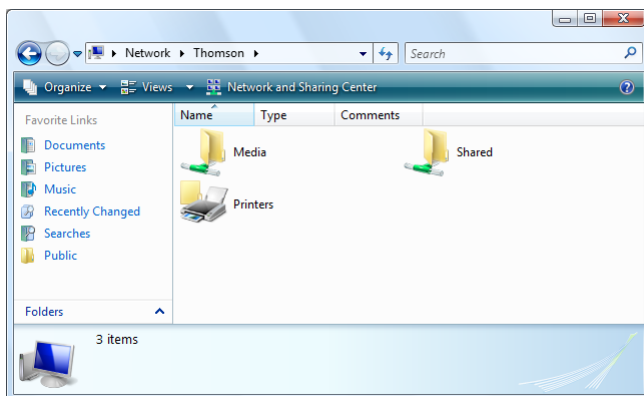 Network Thomson Search
Organize Views Network and Sharing Center
Favorite Links
Documents
Pictures
Music
Recently Changed
Searches
Public
Folders
Name Type Comments
Media Shared
Printers
3 items